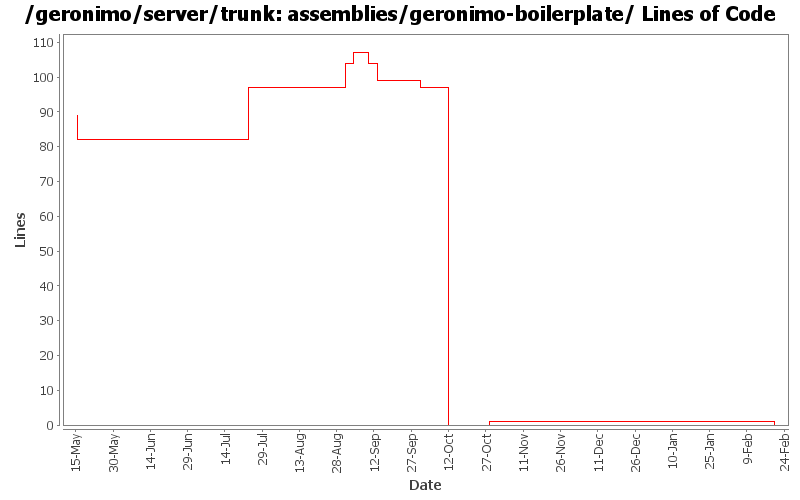 /geronimo/server/trunk: assemblies/geronimo-boilerplate/ Lines of Code
110
100
90
80
70
60
50
40
30
20
10
0
Lines
15-May
30-May
14-Jun
29-Jun
14-Jul
29-Jul
13-Aug
28-Aug
12-Sep
27-Sep
12-Oct
27-Oct
11-Nov
26-Nov
11-Dec
26-Dec
10-Jan
25-Jan
9-Feb
24-Feb
Date